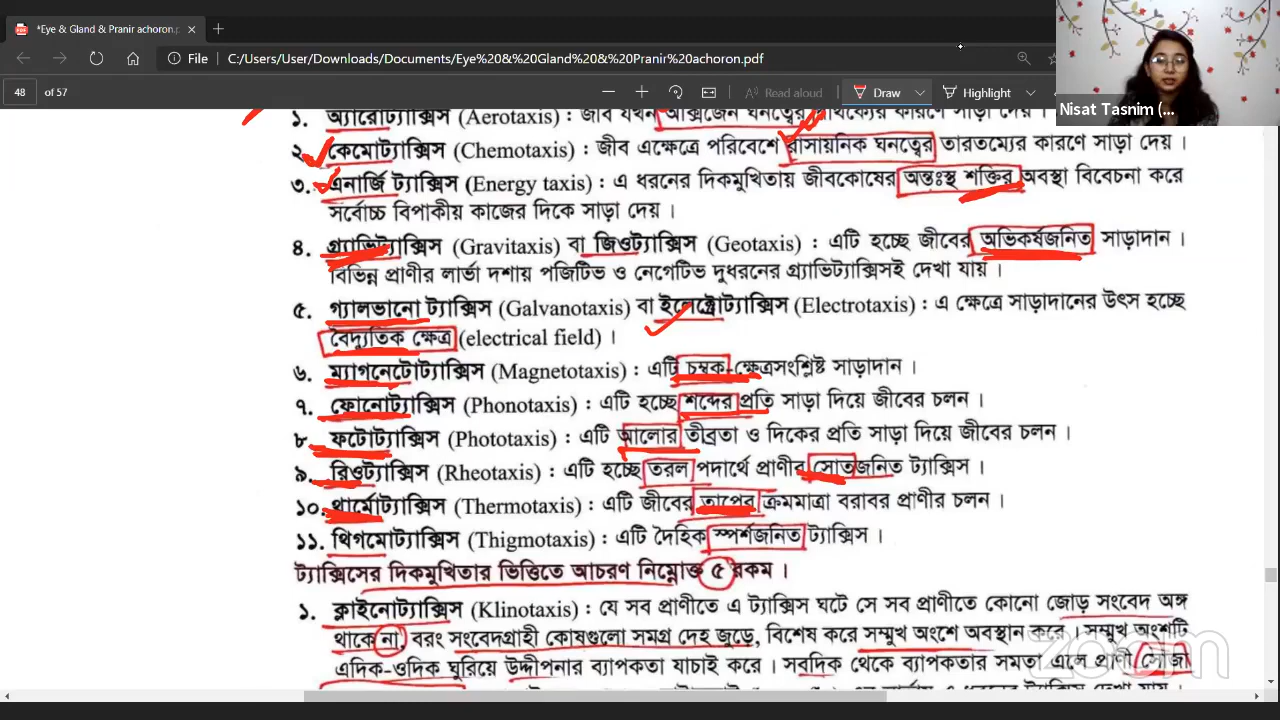 *Eye & Gland & Pranir achoron.p
File C:/Users/User/Downloads/Documents/Eye%20&%20Gland%20&%20Pranir%20achoron.pdf
48 of 57 Read aloud Draw Highlight
Nisat Tasnim (...
১. অ্যারোট্যাক্সিস (Aerotaxis) : জীব যখন অক্সিজেন ঘনত্বের পার্থক্যের কারণে সাড়া দেয় ।
২. কেমোট্যাক্সিস (Chemotaxis) : জীব এক্ষেত্রে পরিবেশে রাসায়নিক ঘনত্বের তারতম্যের কারণে সাড়া দেয় ।
৩. এনার্জি ট্যাক্সিস (Energy taxis) : এ ধরনের দিকমুখিতায় জীবকোষের অন্তঃস্থ শক্তির অবস্থা বিবেচনা করে
সর্বোচ্চ বিপাকীয় কাজের দিকে সাড়া দেয় ।
৪. গ্র্যাভিট্যাক্সিস (Gravitaxis) বা জিওট্যাক্সিস (Geotaxis) : এটি হচ্ছে জীবের অভিকর্ষজনিত সাড়াদান ।
বিভিন্ন প্রাণীর লার্ভা দশায় পজিটিভ ও নেগেটিভ দুধরনের গ্র্যাভিট্যাক্সিসই দেখা যায় ।
৫. গ্যালভানো ট্যাক্সিস (Galvanotaxis) বা ইলেক্ট্রোট্যাক্সিস (Electrotaxis) : এ ক্ষেত্রে সাড়াদানের উৎস হচ্ছে
বৈদ্যুতিক ক্ষেত্র (electrical field) ।
৬. ম্যাগনেটোট্যাক্সিস (Magnetotaxis) : এটি চম্বক-ক্ষেত্রসংশ্লিষ্ট সাড়াদান ।
৭. ফোনোট্যাক্সিস (Phonotaxis) : এটি হচ্ছে শব্দের প্রতি সাড়া দিয়ে জীবের চলন ।
৮. ফটোট্যাক্সিস (Phototaxis) : এটি আলোর তীব্রতা ও দিকের প্রতি সাড়া দিয়ে জীবের চলন ।
৯. রিওট্যাক্সিস (Rheotaxis) : এটি হচ্ছে তরল পদার্থে প্রাণীর স্রোতজনিত ট্যাক্সিস ।
১০. থার্মোট্যাক্সিস (Thermotaxis) : এটি জীবের তাপের ক্রমমাত্রা বরাবর প্রাণীর চলন ।
১১. থিগমোট্যাক্সিস (Thigmotaxis) : এটি দৈহিক স্পর্শজনিত ট্যাক্সিস ।
ট্যাক্সিসের দিকমুখিতার ভিত্তিতে আচরণ নিম্নোক্ত ৫ রকম ।
১. ক্লাইনোট্যাক্সিস (Klinotaxis) : যে সব প্রাণীতে এ ট্যাক্সিস ঘটে সে সব প্রাণীতে কোনো জোড় সংবেদ অঙ্গ
থাকে না, বরং সংবেদগ্রাহী কোষগুলো সমগ্র দেহ জুড়ে, বিশেষ করে সম্মুখ অংশে অবস্থান করে । সম্মুখ অংশটি
এদিক-ওদিক ঘুরিয়ে উদ্দীপনার ব্যাপকতা যাচাই করে । সবদিক থেকে ব্যাপকতার সমতা এলে প্রাণী সোজা
zoom